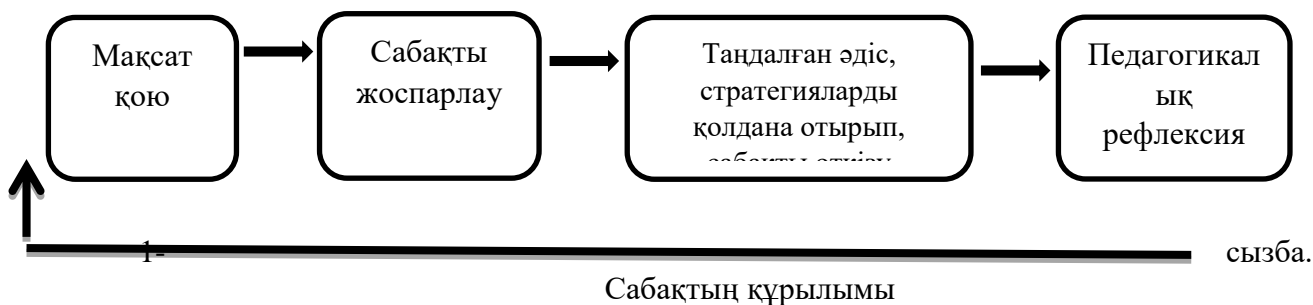 Мақсат
қою
Сабақты
жоспарлау
Таңдалған әдіс,
стратегияларды
қолдана отырып,
Педагогикал
ық
рефлексия
1- сызба.
Сабақтың құрылымы